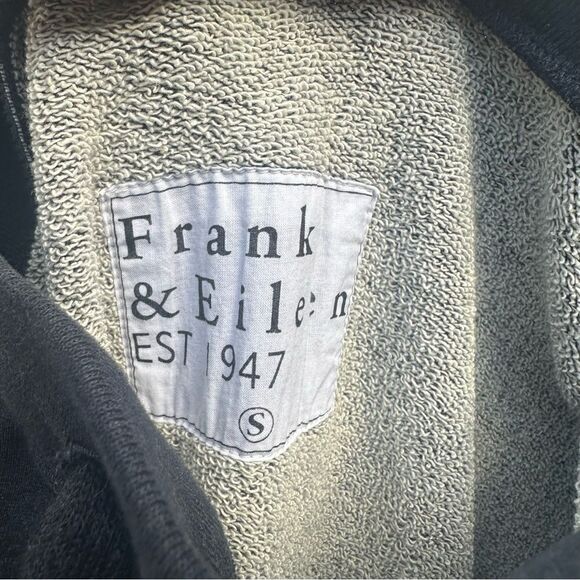 Frank
& Eileen
EST 1947
S